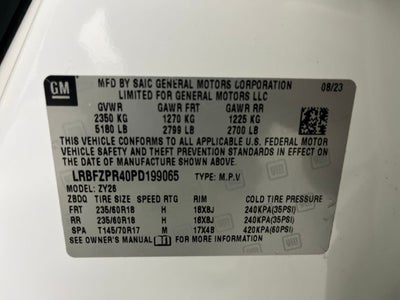 GM
MFD BY SAIC GENERAL MOTORS CORPORATION 08/23
LIMITED FOR GENERAL MOTORS LLC
GVWR GAWR FRT GAWR RR
2350 KG 1270 KG 1225 KG
5180 LB 2799 LB 2700 LB
THIS VEHICLE CONFORMS TO ALL APPLICABLE U.S. FEDERAL MOTOR
VEHICLE SAFETY AND THEFT PREVENTION STANDARDS IN EFFECT ON THE
DATE OF MANUFACTURE SHOWN ABOVE.
LRBFZPR40PD199065 TYPE: M.P.V
MODEL: ZY26
ZBDQ TIRE SIZE SPEED RTG RIM COLD TIRE PRESSURE
FRT 235/60R18 H 18X8J 240KPA(35PSI)
RR 235/60R18 H 18X8J 240KPA(35PSI)
SPA T145/70R17 M 17X4B 420KPA(60PSI)
SEE OWNER'S MANUAL FOR MORE INFORMATION.